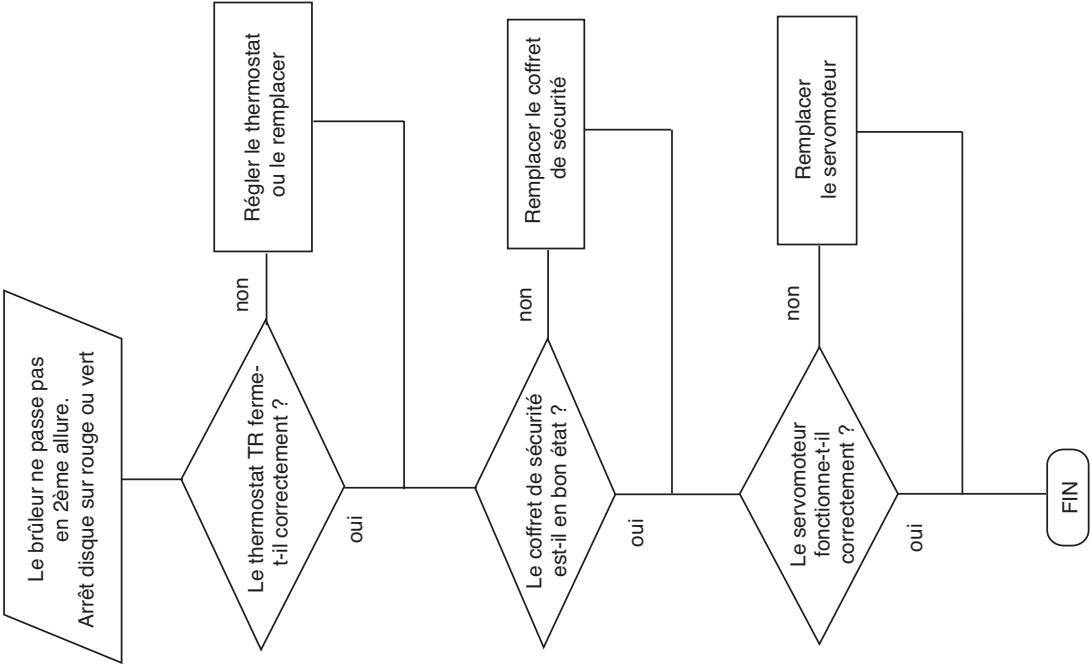 Le brûleur ne passe pas
en 2ème allure.
Arrêt disque sur rouge ou vert
Le thermostat TR ferme-
t-il correctement ?
non
Régler le thermostat
ou le remplacer
oui
Le coffret de sécurité
est-il en bon état ?
non
Remplacer le coffret
de sécurité
oui
Le servomoteur
fonctionne-t-il
correctement ?
non
Remplacer
le servomoteur
oui
FIN